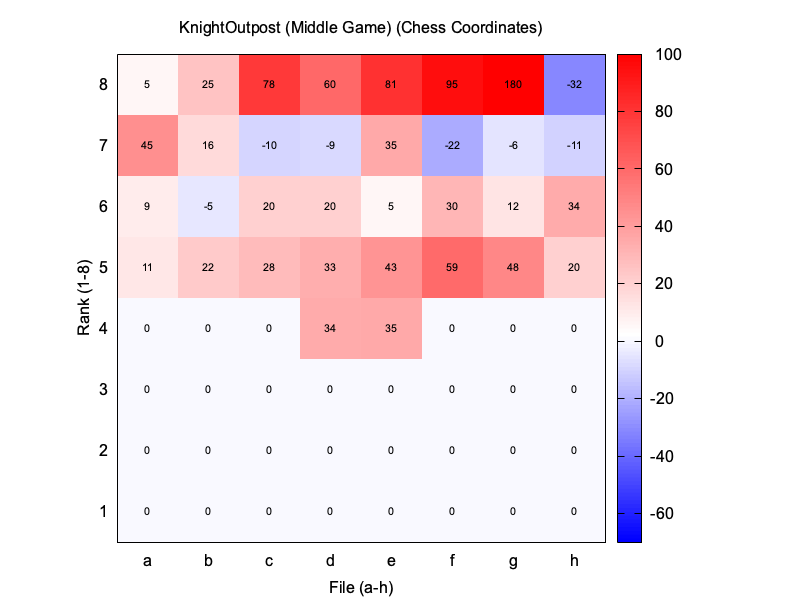 KnightOutpost (Middle Game) (Chess Coordinates)
8 5 25 78 60 81 95 180 -32
7 45 16 -10 -9 35 -22 -6 -11
6 9 -5 20 20 5 30 12 34
5 11 22 28 33 43 59 48 20
4 0 0 0 34 35 0 0 0
3 0 0 0 0 0 0 0 0
2 0 0 0 0 0 0 0 0
1 0 0 0 0 0 0 0 0
a b c d e f g h
File (a-h)
Rank (1-8)
100
80
60
40
20
0
-20
-40
-60